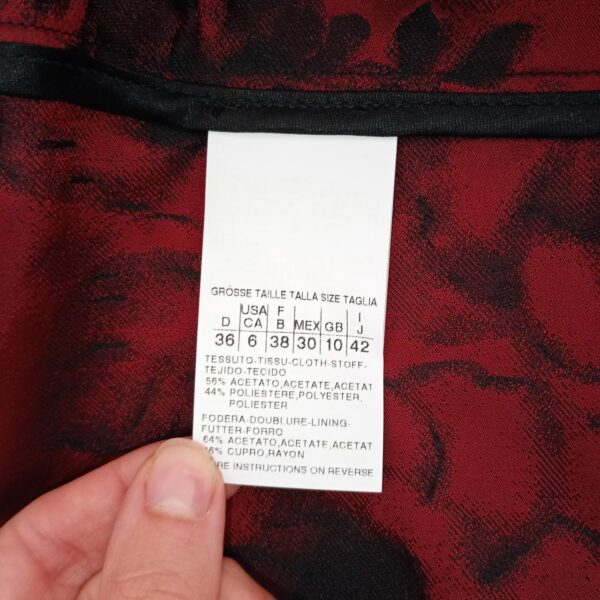 GRÖSSE TAILLE TALLA SIZE TAGLIA
USA F I
D CA B MEX GB J
36 6 38 30 10 42
TESSUTO-TISSU-CLOTH-STOFF-
TEJIDO-TECIDO
56% ACETATO,ACETATE,ACETAT
44% POLIESTERE,POLYESTER,
POLIESTER
FODERA-DOUBLURE-LINING-
FUTTER-FORRO
64% ACETATO,ACETATE,ACETAT
36% CUPRO,RAYON
INSTRUCTIONS ON REVERSE